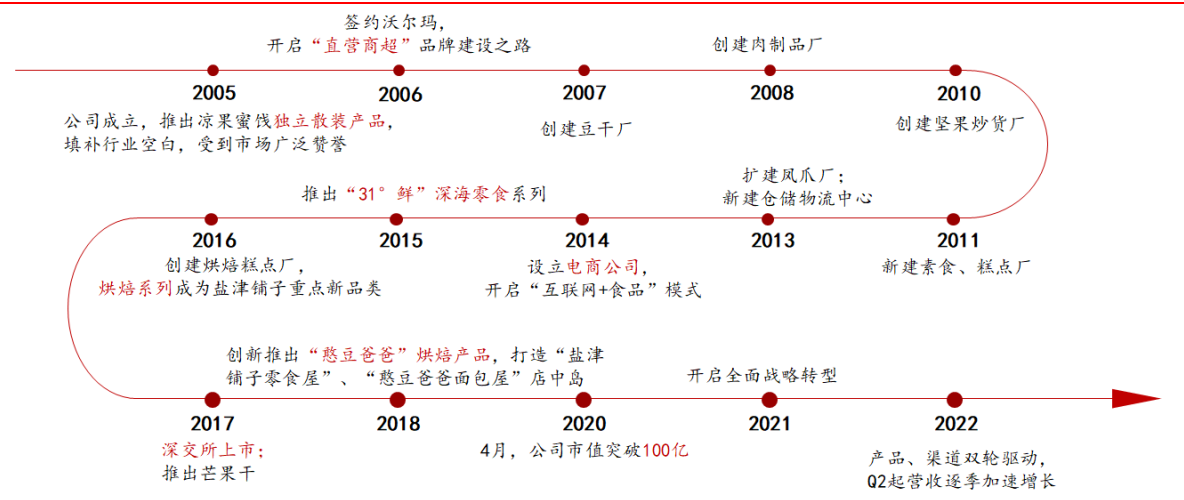 签约沃尔玛，
开启“直营商超”品牌建设之路
创建肉制品厂
2005
2006
2007
2008
2010
公司成立，推出凉果蜜饯独立散装产品，
填补行业空白，受到市场广泛赞誉
创建豆干厂
创建坚果炒货厂
推出“31°鲜”深海零食系列
扩建凤爪厂；
新建仓储物流中心
2016
2015
2014
2013
2011
创建烘焙糕点厂，
烘焙系列成为盐津铺子重点新品类
设立电商公司，
开启“互联网+食品”模式
新建素食、糕点厂
创新推出“憨豆爸爸”烘焙产品，打造“盐津
铺子零食屋”、“憨豆爸爸面包屋”店中岛
开启全面战略转型
2017
2018
2020
2021
2022
深交所上市；
推出芒果干
4月，公司市值突破100亿
产品、渠道双轮驱动，
Q2起营收逐季加速增长